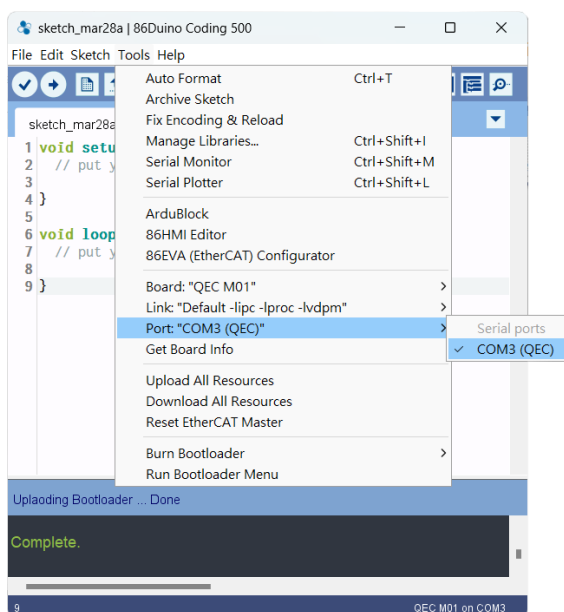 sketch_mar28a | 86Duino Coding 500
File Edit Sketch Tools Help
Auto Format Ctrl+T
Archive Sketch
Fix Encoding & Reload
Manage Libraries... Ctrl+Shift+I
Serial Monitor Ctrl+Shift+M
Serial Plotter Ctrl+Shift+L
ArduBlock
86HMI Editor
86EVA (EtherCAT) Configurator
Board: "QEC M01"
Link: "Default -lipc -lproc -lvdpm"
Port: "COM3 (QEC)"
Get Board Info
Upload All Resources
Download All Resources
Reset EtherCAT Master
Burn Bootloader
Run Bootloader Menu
Serial ports
COM3 (QEC)
sketch_mar28a
1 void setu
2 // put y
3
4 }
5
6 void loop
7 // put y
8
9 }
Uplaoding Bootloader ... Done
Complete.
9 QEC M01 on COM3